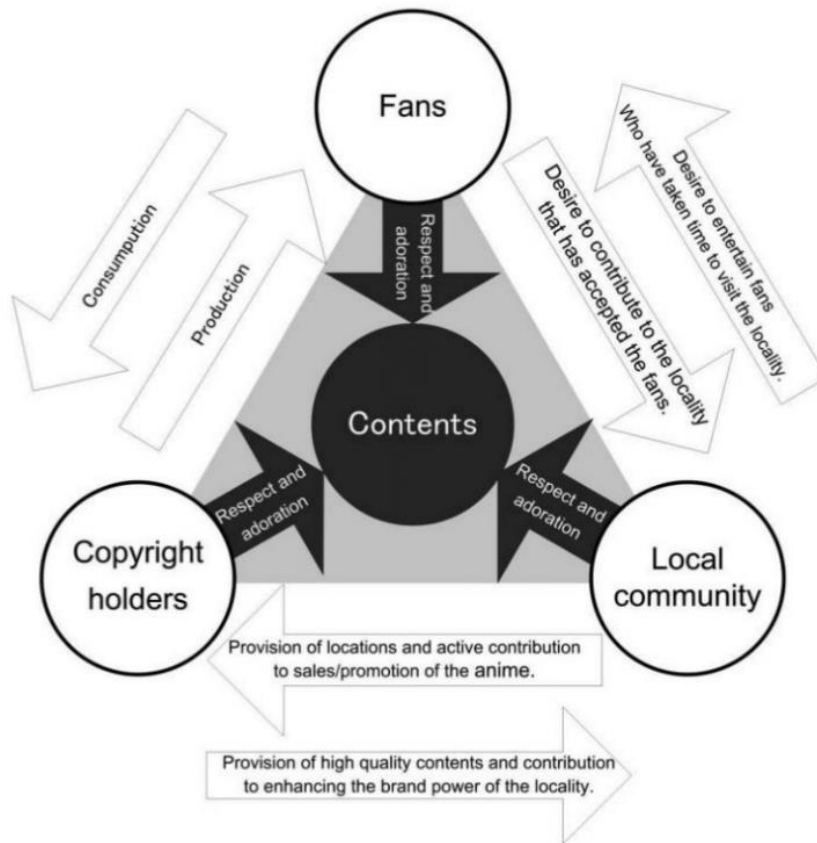 Fans
Consumpution
Production
Respect and
adoration
Desire to contribute to the locality
that has accepted the fans.
Desire to entertain fans
Who have taken time to visit the locality.
Contents
Respect and
adoration
Respect and
adoration
Copyright
holders
Local
community
Provision of locations and active contribution
to sales/promotion of the anime.
Provision of high quality contents and contribution
to enhancing the brand power of the locality.